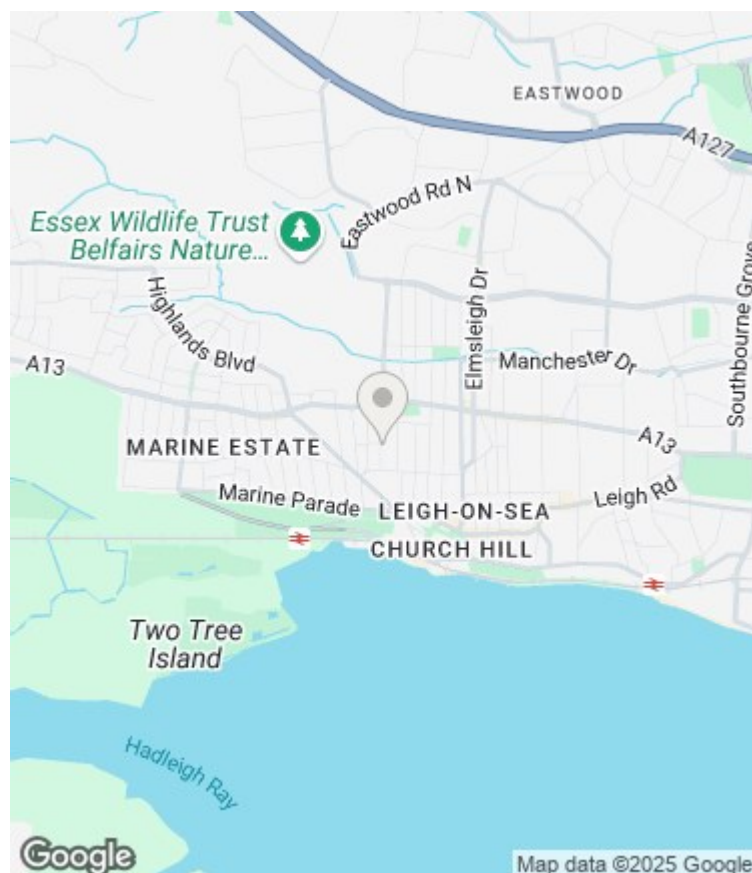 EASTWOOD
A127
Essex Wildlife Trust
Belfairs Nature...
Eastwood Rd N
Highlands Blvd
Elmsleigh Dr
Southbourne Grove
Manchester Dr
A13
A13
MARINE ESTATE
Marine Parade
Leigh Rd
LEIGH-ON-SEA
CHURCH HILL
Two Tree
Island
Hadleigh Ray
Google
Map data ©2025 Google